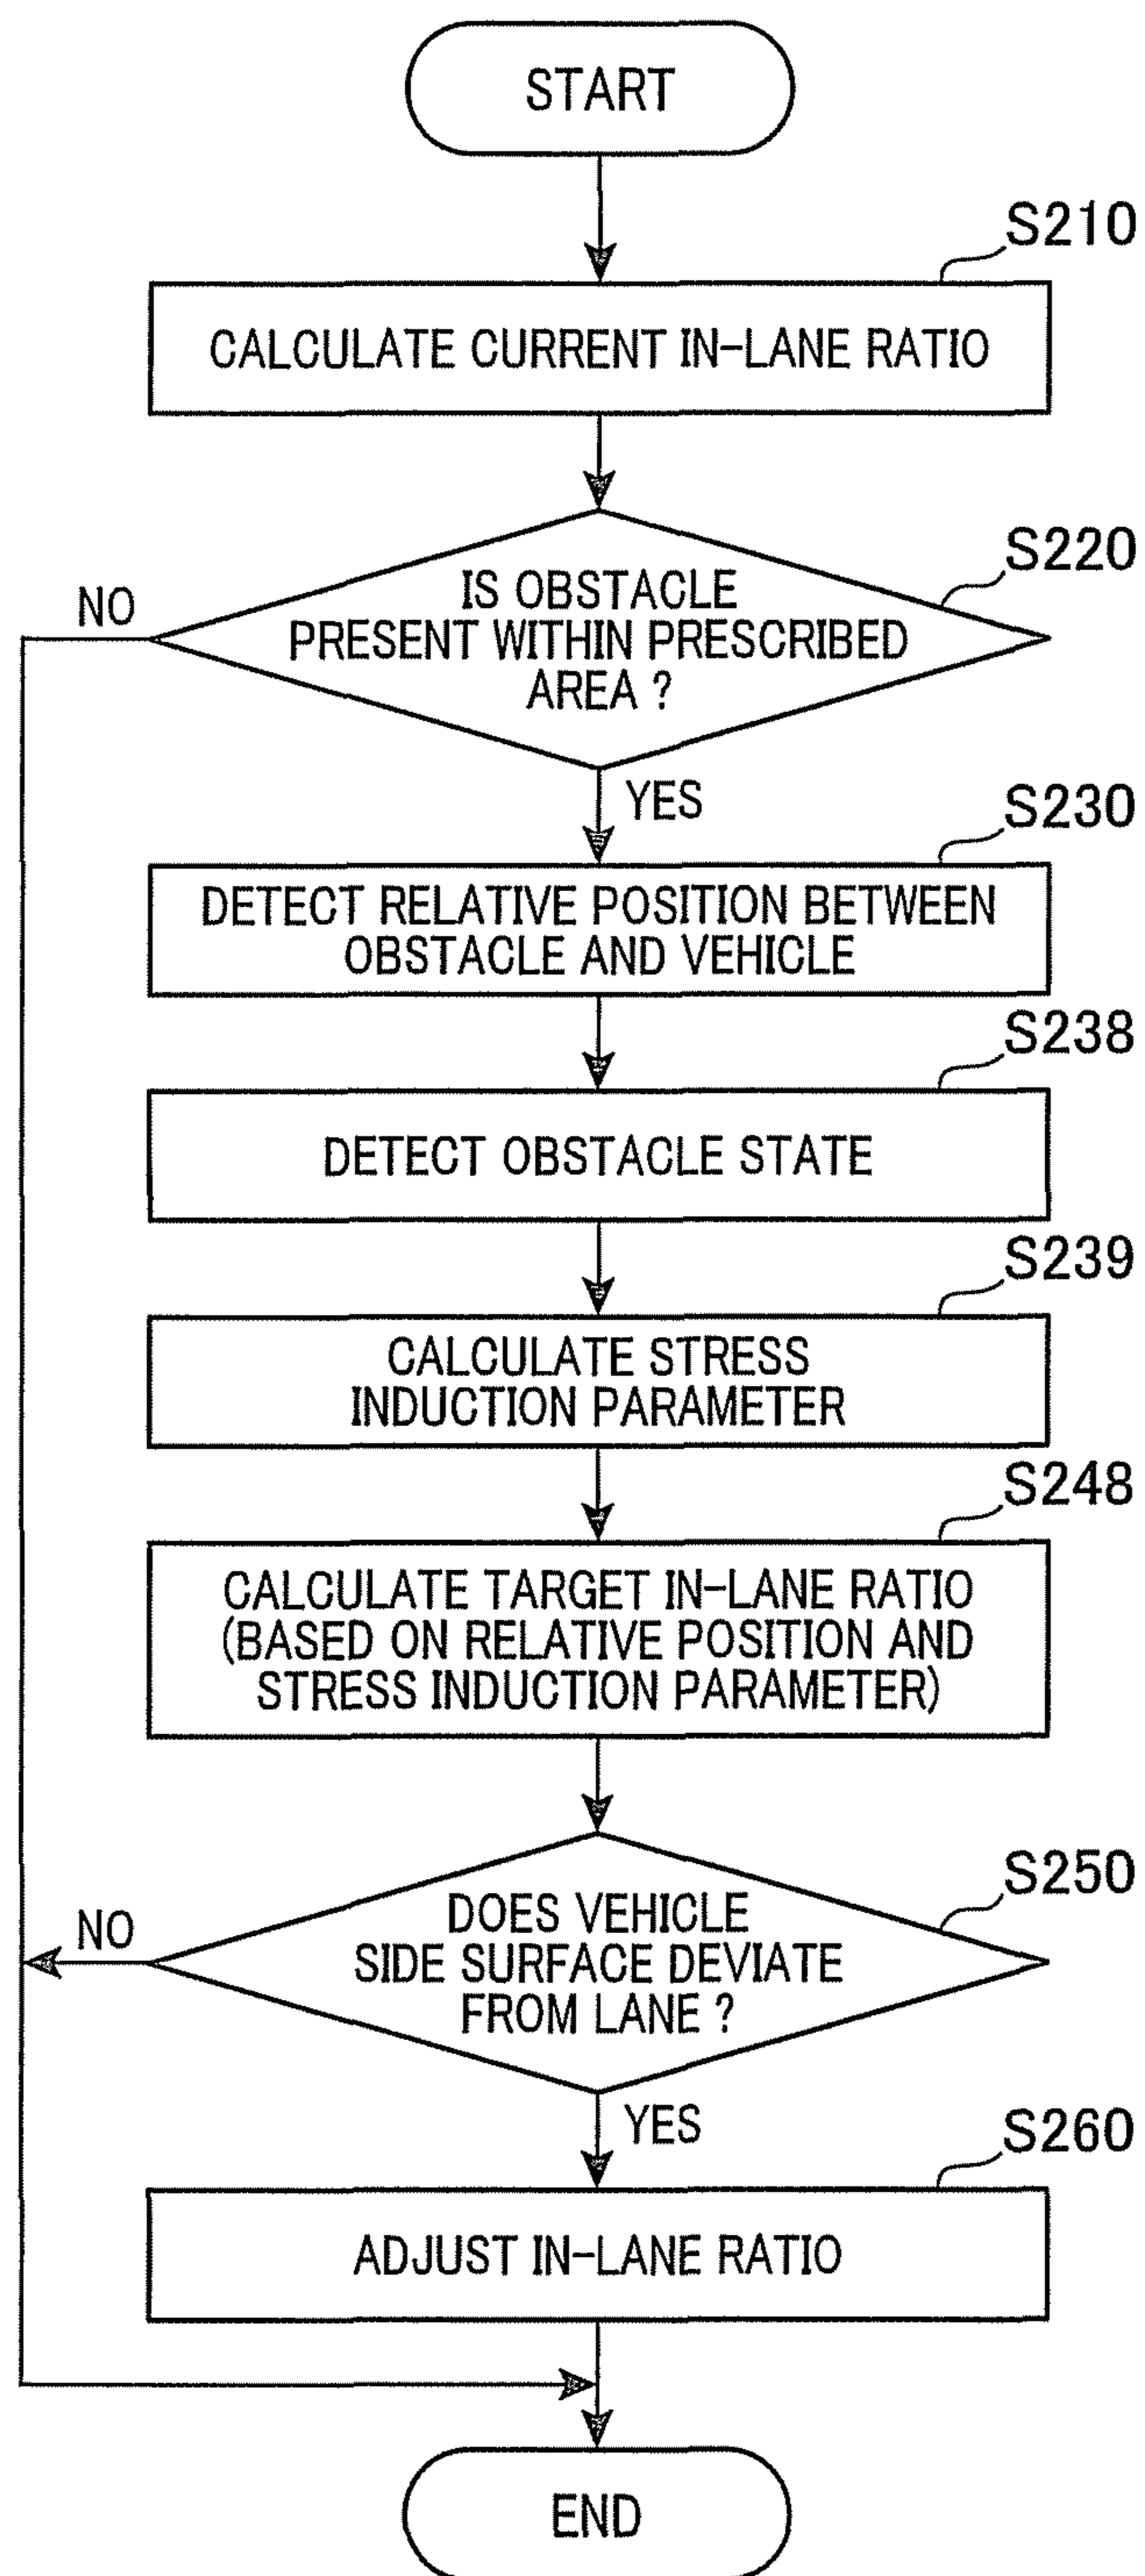 START
S210
CALCULATE CURRENT IN-LANE RATIO
S220
IS OBSTACLE
PRESENT WITHIN PRESCRIBED
AREA ?
NO
YES
S230
DETECT RELATIVE POSITION BETWEEN
OBSTACLE AND VEHICLE
S238
DETECT OBSTACLE STATE
S239
CALCULATE STRESS
INDUCTION PARAMETER
S248
CALCULATE TARGET IN-LANE RATIO
(BASED ON RELATIVE POSITION AND
STRESS INDUCTION PARAMETER)
S250
DOES VEHICLE
SIDE SURFACE DEVIATE
FROM LANE ?
NO
YES
S260
ADJUST IN-LANE RATIO
END